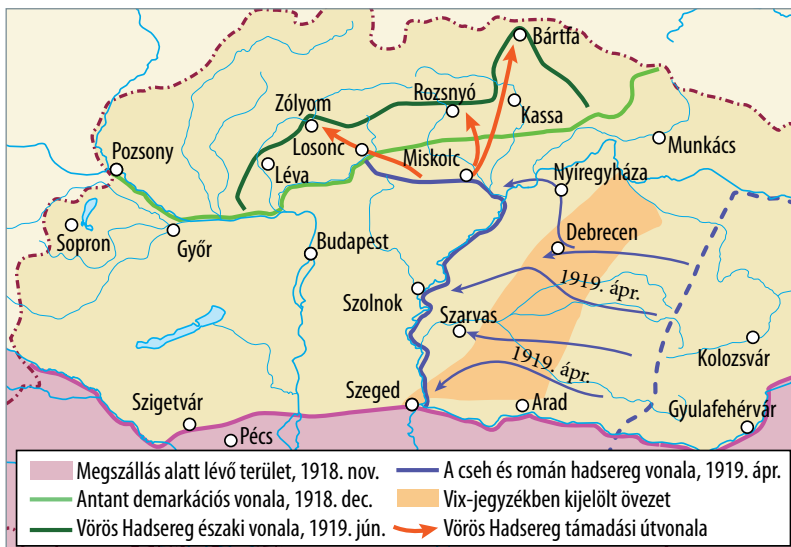 Bártfa
Rozsnyó
Zólyom
Kassa
Losonc
Munkács
Pozsony
Miskolc
Léva
Nyíregyháza
Sopron
Győr
Budapest
Debrecen
1919. ápr.
Szolnok
Szarvas
1919. ápr.
Kolozsvár
Szeged
Arad
Szigetvár
Gyulafehérvár
Pécs
Megszállás alatt lévő terület, 1918. nov.
A cseh és román hadsereg vonala, 1919. ápr.
Antant demarkációs vonala, 1918. dec.
Vix-jegyzékben kijelölt övezet
Vörös Hadsereg északi vonala, 1919. jún.
Vörös Hadsereg támadási útvonala